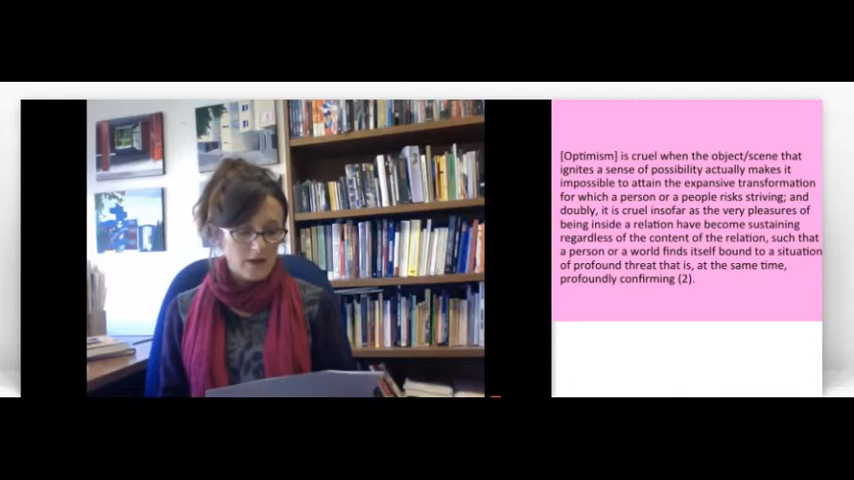 [Optimism] is cruel when the object/scene that
ignites a sense of possibility actually makes it
impossible to attain the expansive transformation
for which a person or a people risks striving; and
doubly, it is cruel insofar as the very pleasures of
being inside a relation have become sustaining
regardless of the content of the relation, such that
a person or a world finds itself bound to a situation
of profound threat that is, at the same time,
profoundly confirming (2).